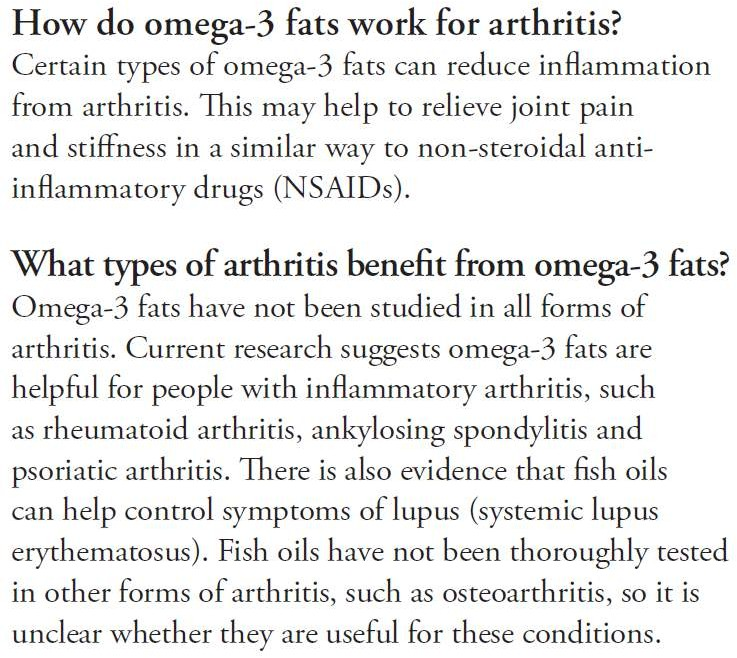 How do omega-3 fats work for arthritis?
Certain types of omega-3 fats can reduce inflammation
from arthritis. This may help to relieve joint pain
and stiffness in a similar way to non-steroidal anti-
inflammatory drugs (NSAIDs).
What types of arthritis benefit from omega-3 fats?
Omega-3 fats have not been studied in all forms of
arthritis. Current research suggests omega-3 fats are
helpful for people with inflammatory arthritis, such
as rheumatoid arthritis, ankylosing spondylitis and
psoriatic arthritis. There is also evidence that fish oils
can help control symptoms of lupus (systemic lupus
erythematosus). Fish oils have not been thoroughly tested
in other forms of arthritis, such as osteoarthritis, so it is
unclear whether they are useful for these conditions.